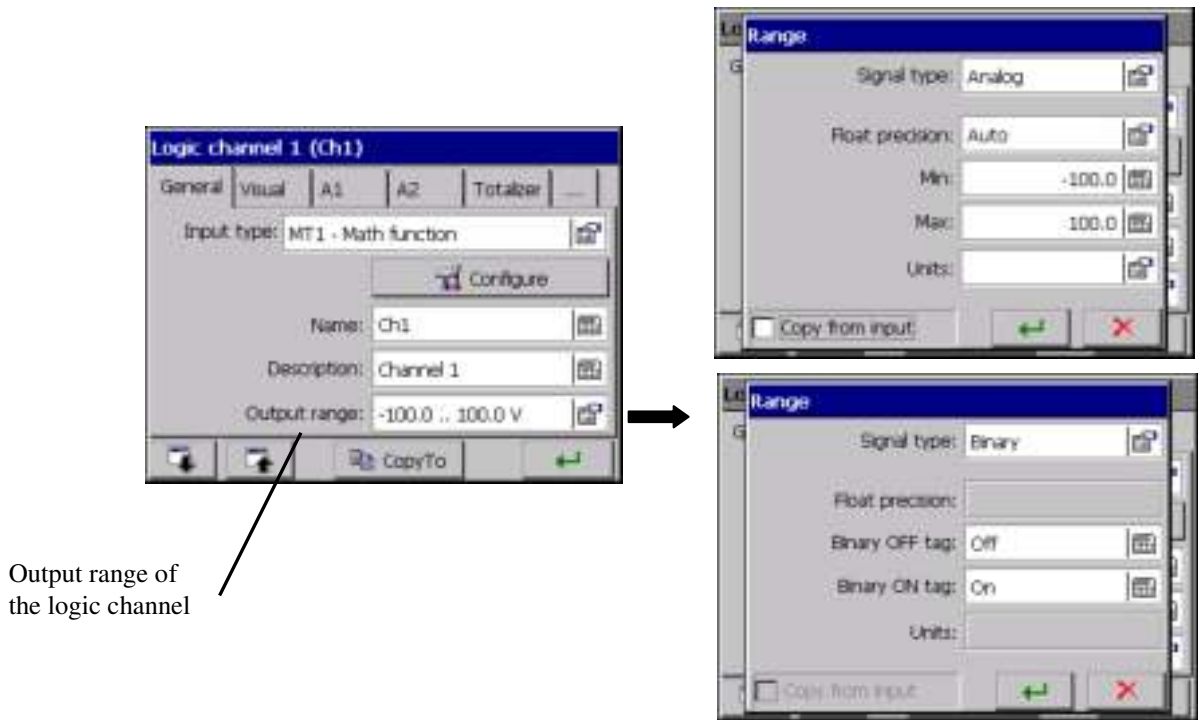 Logic channel 1 (Ch1)
General Visual A1 A2 Totalizer ...
Input type: MT1 - Math function
Configure
Name: Ch1
Description: Channel 1
Output range: -100.0 .. 100.0 V
CopyTo
Output range of
the logic channel
Lo
Range
G
Signal type: Analog
Float precision: Auto
Min: -100.0
Max: 100.0
Units:
Copy from input
Lo
Range
G
Signal type: Binary
Float precision:
Binary OFF tag: Off
Binary ON tag: On
Units:
Copy from input